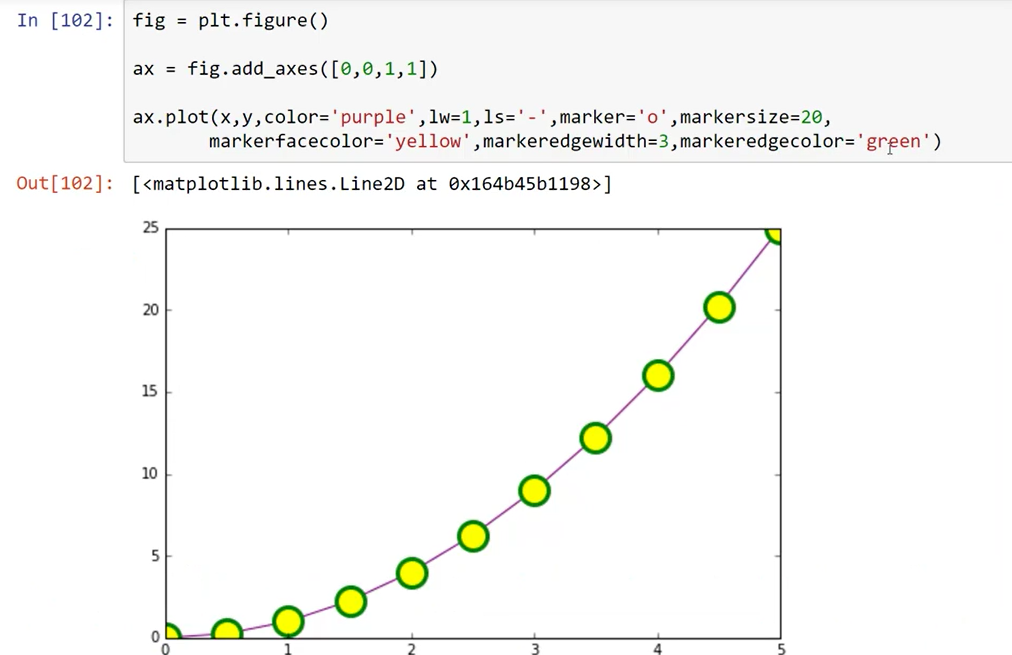 In [102]: fig = plt.figure()
ax = fig.add_axes([0,0,1,1])
ax.plot(x,y,color='purple',lw=1,ls='-',marker='o',markersize=20,
markerfacecolor='yellow',markeredgewidth=3,markeredgecolor='green')
Out[102]: [<matplotlib.lines.Line2D at 0x164b45b1198>]
25
20
15
10
5
0
0 1 2 3 4 5